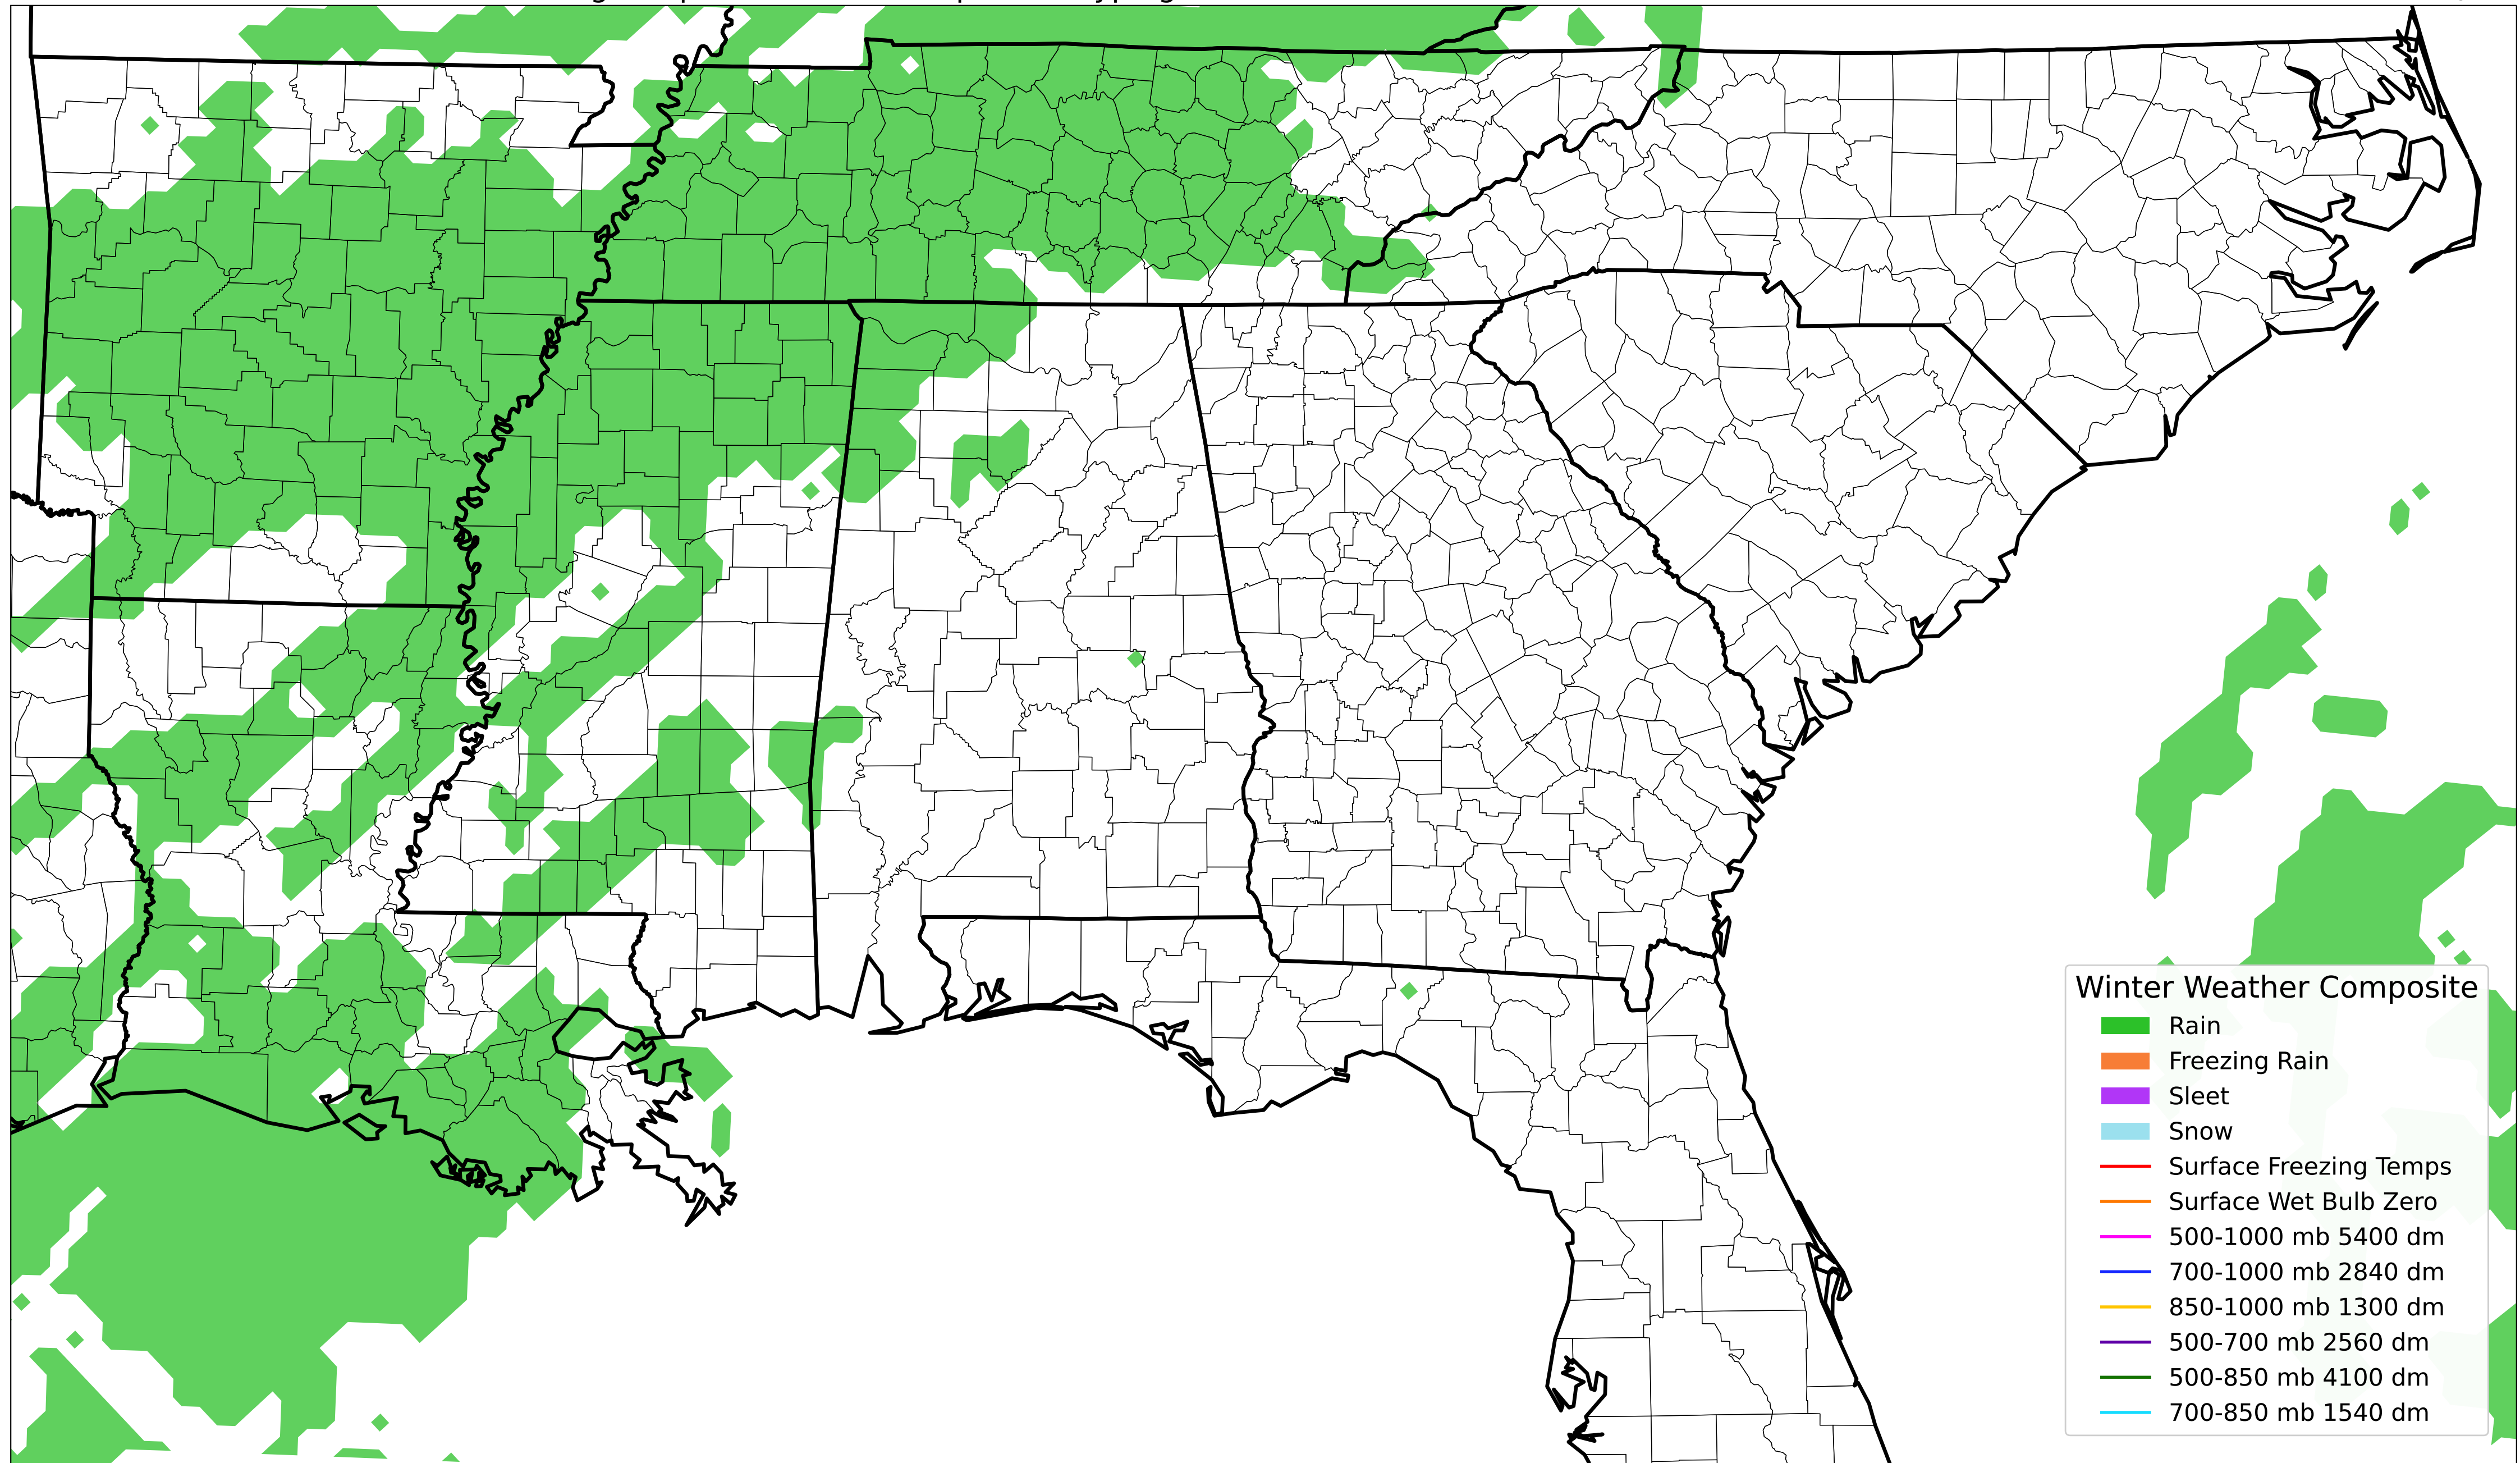 Winter Weather Composite
Rain
Freezing Rain
Sleet
Snow
Surface Freezing Temps
Surface Wet Bulb Zero
500-1000 mb 5400 dm
700-1000 mb 2840 dm
850-1000 mb 1300 dm
500-700 mb 2560 dm
500-850 mb 4100 dm
700-850 mb 1540 dm